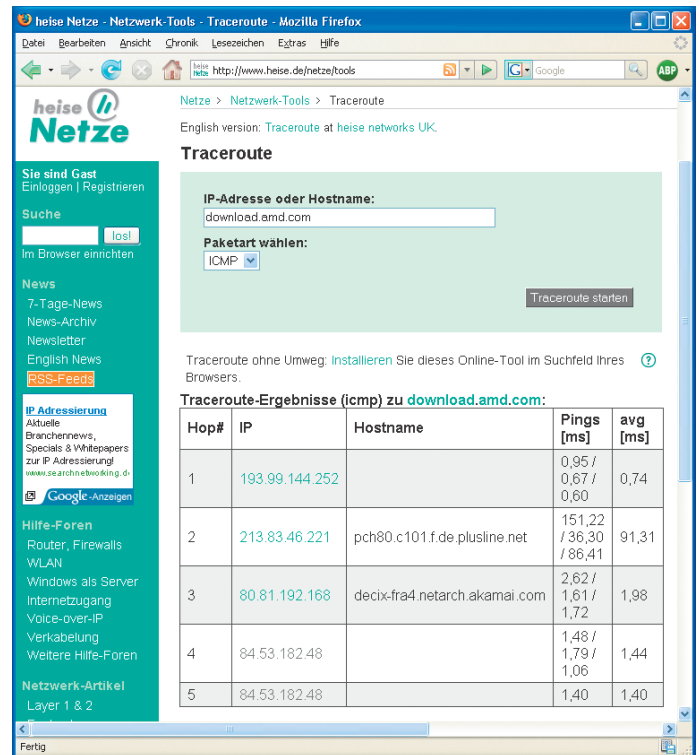 heise Netze - Netzwerk-Tools - Traceroute - Mozilla Firefox
Datei Bearbeiten Ansicht Chronik Lesezeichen Extras Hilfe
heise Netze http://www.heise.de/netze/tools G Google ABP
heise
Netze
Netze > Netzwerk-Tools > Traceroute
English version: Traceroute at heise networks UK.
Traceroute
Sie sind Gast
Einloggen | Registrieren
Suche
los!
Im Browser einrichten
News
7-Tage-News
News-Archiv
Newsletter
English News
RSS-Feeds
IP Adressierung
Aktuelle
Branchennews,
Specials & Whitepapers
zur IP Adressierung!
www.searchnetworking.d
Google-Anzeigen
Hilfe-Foren
Router, Firewalls
WLAN
Windows als Server
Internetzugang
Voice-over-IP
Verkabelung
Weitere Hilfe-Foren
Netzwerk-Artikel
Layer 1 & 2
IP-Adresse oder Hostname:
download.amd.com
Paketart wählen:
ICMP
Traceroute starten
Traceroute ohne Umweg: Installieren Sie dieses Online-Tool im Suchfeld Ihres ?
Browsers.
Traceroute-Ergebnisse (icmp) zu download.amd.com:
Hop# IP Hostname Pings [ms] avg [ms]
1 193.99.144.252 0,95 / 0,67 / 0,60 0,74
2 213.83.46.221 pch80.c101.f.de.plusline.net 151,22 / 36,30 / 86,41 91,31
3 80.81.192.168 decix-fra4.netarch.akamai.com 2,62 / 1,61 / 1,72 1,98
4 84.53.182.48 1,48 / 1,79 / 1,06 1,44
5 84.53.182.48 1,40 1,40
Fertig